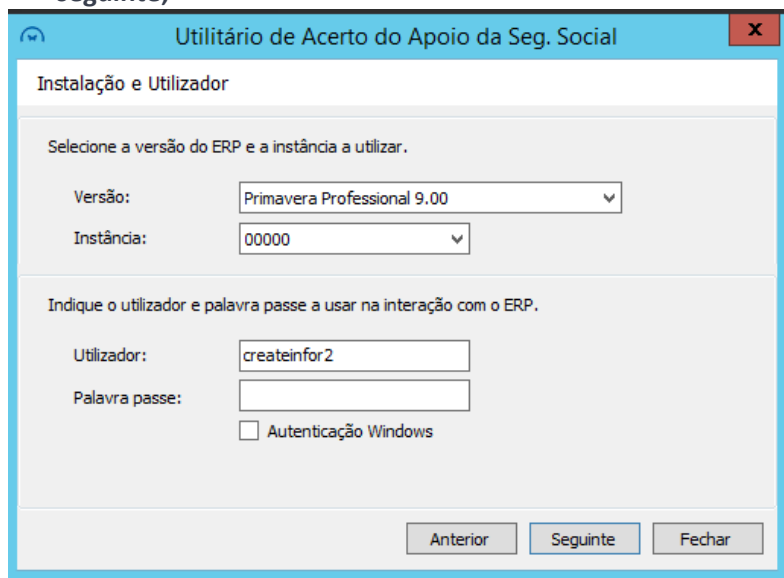 seguinte)
Utilitário de Acerto do Apoio da Seg. Social
x
Instalação e Utilizador
Selecione a versão do ERP e a instância a utilizar.
Versão: Primavera Professional 9.00
Instância: 00000
Indique o utilizador e palavra passe a usar na interação com o ERP.
Utilizador: createinfor2
Palavra passe:
Autenticação Windows
Anterior Seguinte Fechar